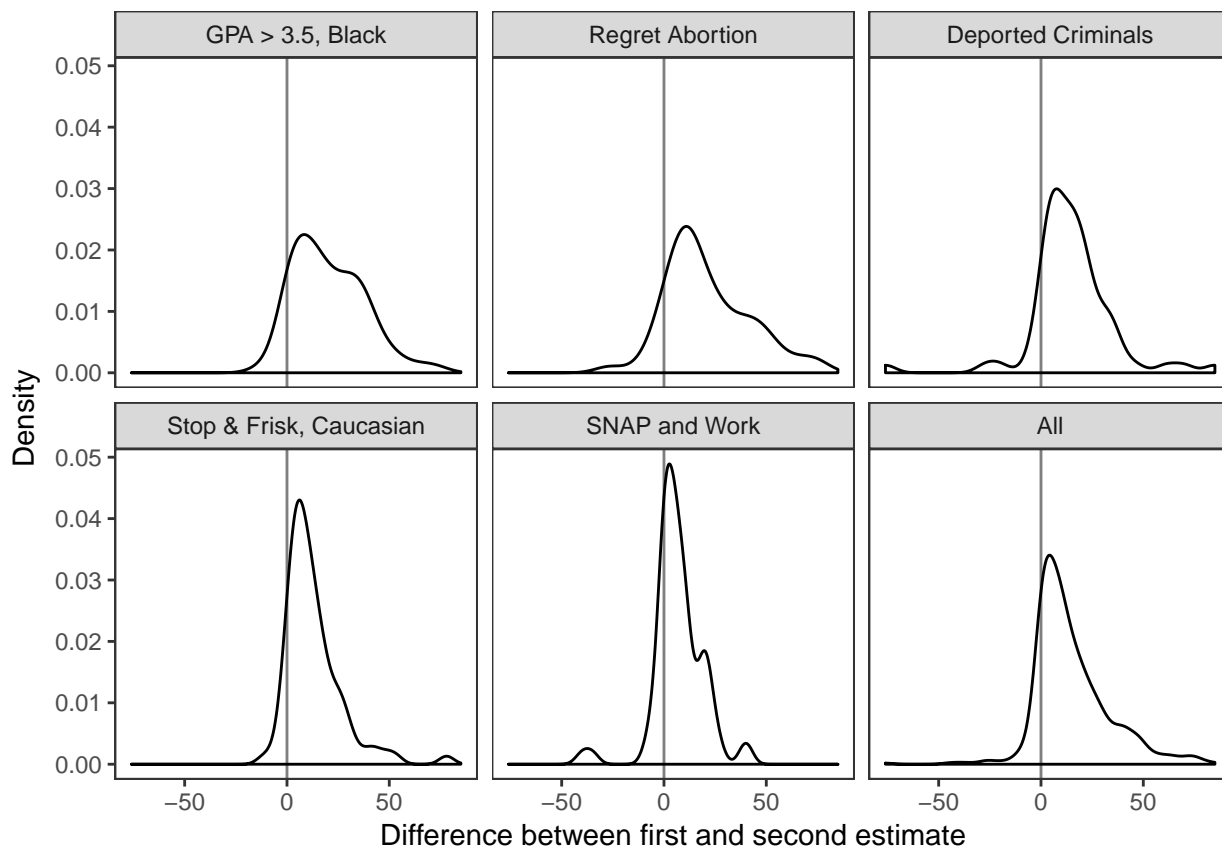 GPA > 3.5, Black
Regret Abortion
Deported Criminals
0.05
0.04
0.03
0.02
0.01
0.00
Density
Stop & Frisk, Caucasian
SNAP and Work
All
0.05
0.04
0.03
0.02
0.01
0.00
−50 0 50
−50 0 50
−50 0 50
Difference between first and second estimate